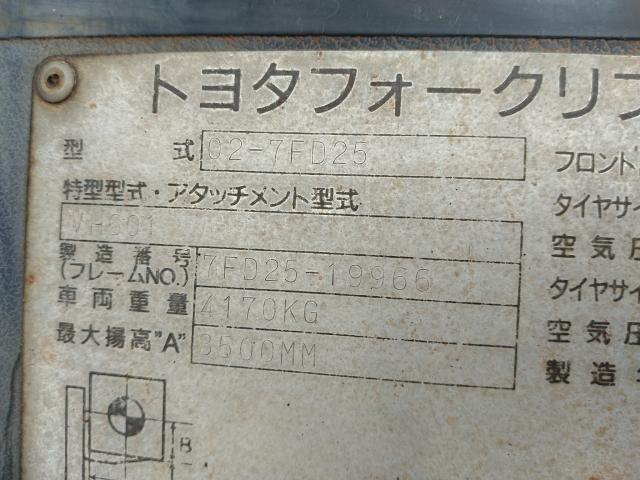 トヨタフォークリフ
型式 02-7FD25
特型型式・アタッチメント型式
製造番号 (フレームNO.) 7FD25-19966
車両重量 4170KG
最大揚高"A" 3500MM
B
フロント
タイヤサイ
空気圧
タイヤサイ
空気圧
製造